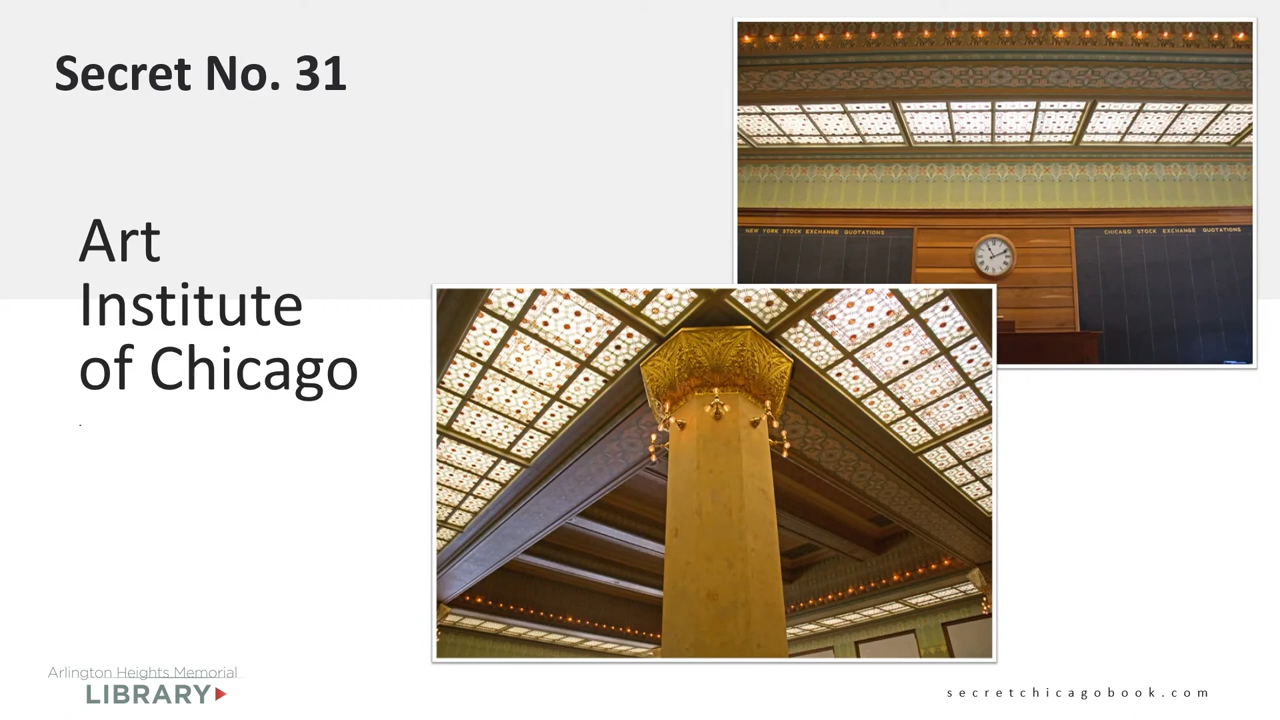 Secret No. 31
Art
Institute
of Chicago
.
NEW YORK STOCK EXCHANGE QUOTATIONS
CHICAGO STOCK EXCHANGE QUOTATIONS
Arlington Heights Memorial
LIBRARY
secretchicagobook.com